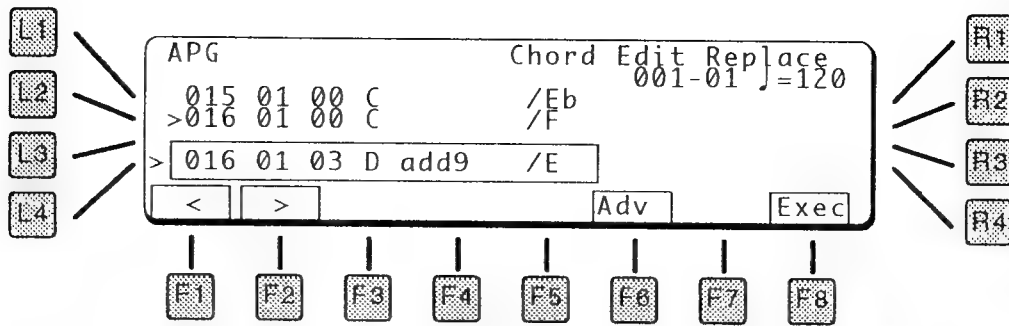 L1
L2
L3
L4
APG Chord Edit Replace
001-01 ♩=120
015 01 00 C /Eb
>016 01 00 C /F
> 016 01 03 D add9 /E
< > Adv Exec
R1
R2
R3
R4
F1 F2 F3 F4 F5 F6 F7 F8